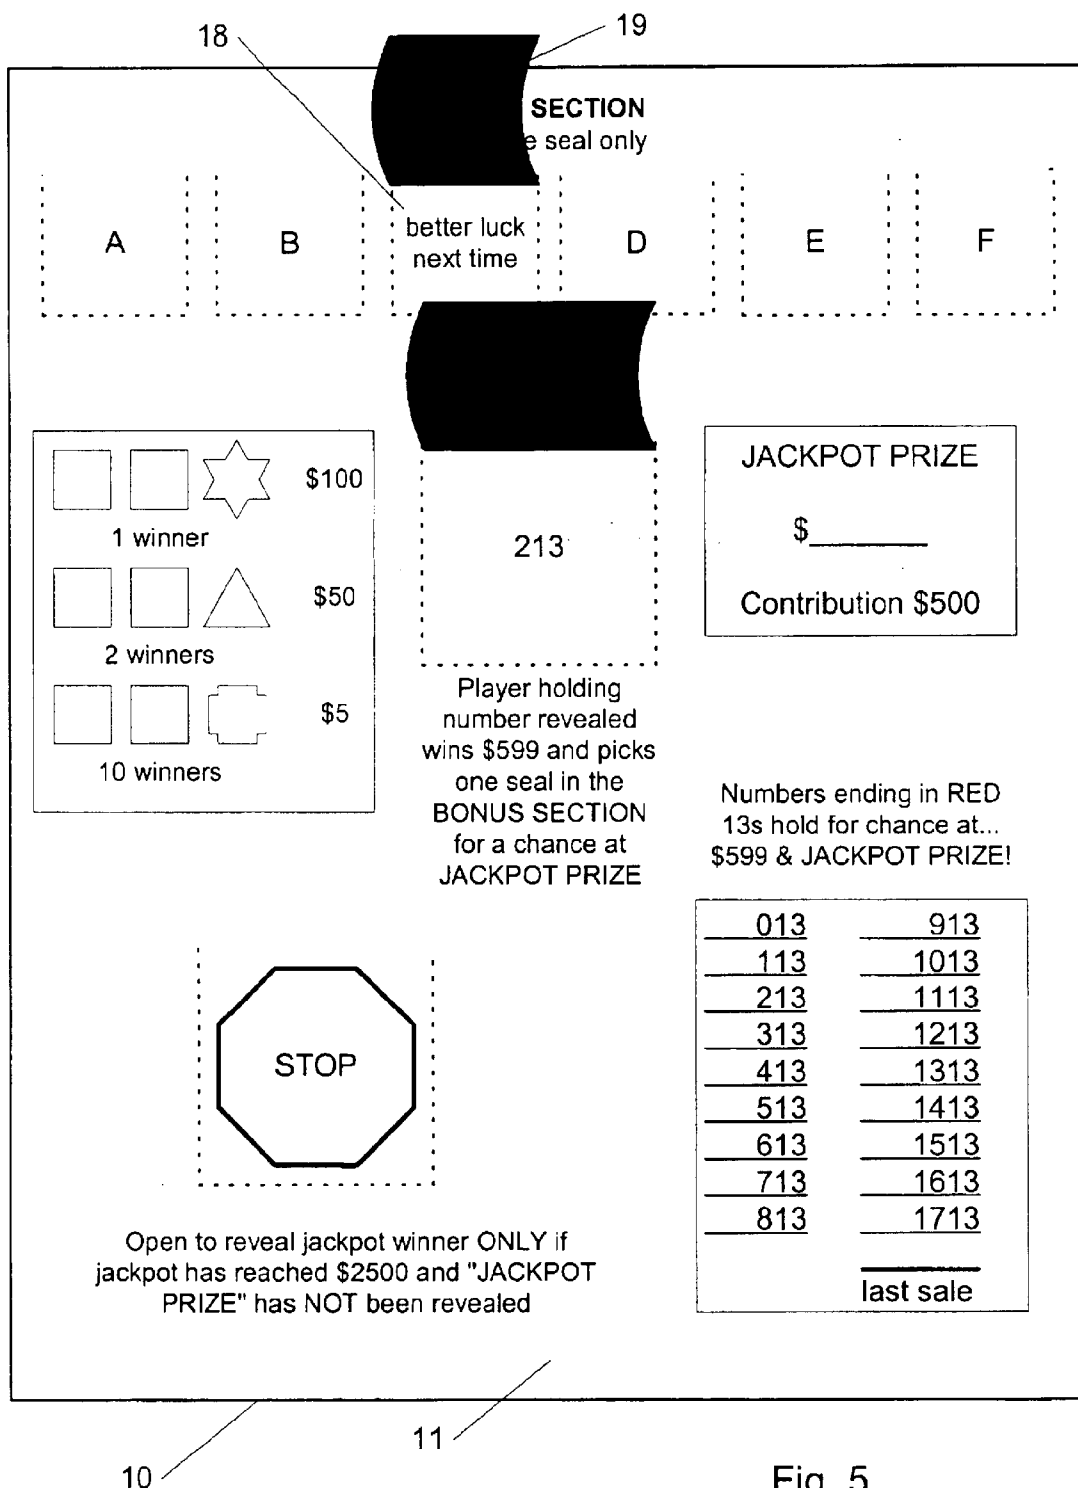 18
19
SECTION
e seal only
A B better luck D E F
next time
$100
1 winner
$50
2 winners
$5
10 winners
213
Player holding
number revealed
wins $599 and picks
one seal in the
BONUS SECTION
for a chance at
JACKPOT PRIZE
JACKPOT PRIZE
$______
Contribution $500
Numbers ending in RED
13s hold for chance at...
$599 & JACKPOT PRIZE!
013 913
113 1013
213 1113
313 1213
413 1313
513 1413
613 1513
713 1613
813 1713
last sale
STOP
Open to reveal jackpot winner ONLY if
jackpot has reached $2500 and "JACKPOT
PRIZE" has NOT been revealed
11
10
Fig. 5